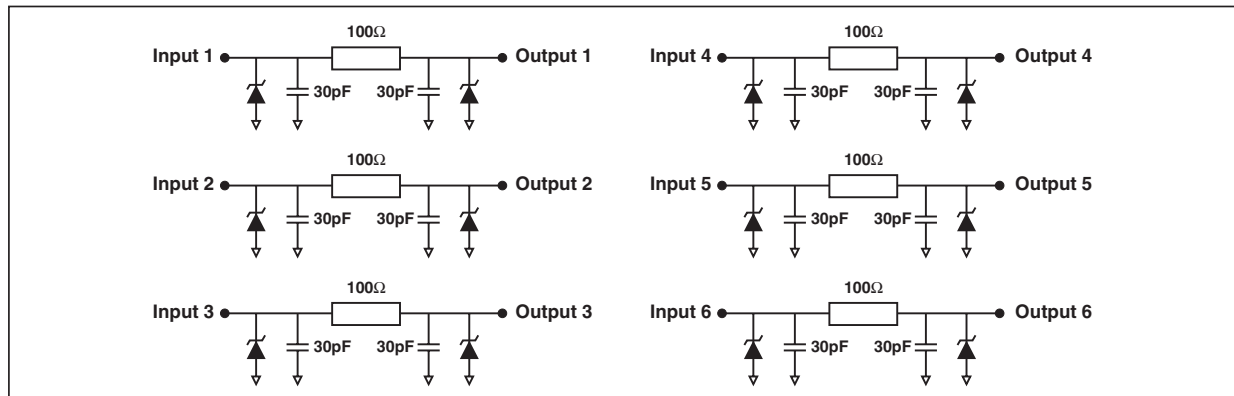 100Ω
Input 1 Output 1
30pF 30pF
100Ω
Input 4 Output 4
30pF 30pF
100Ω
Input 2 Output 2
30pF 30pF
100Ω
Input 5 Output 5
30pF 30pF
100Ω
Input 3 Output 3
30pF 30pF
100Ω
Input 6 Output 6
30pF 30pF